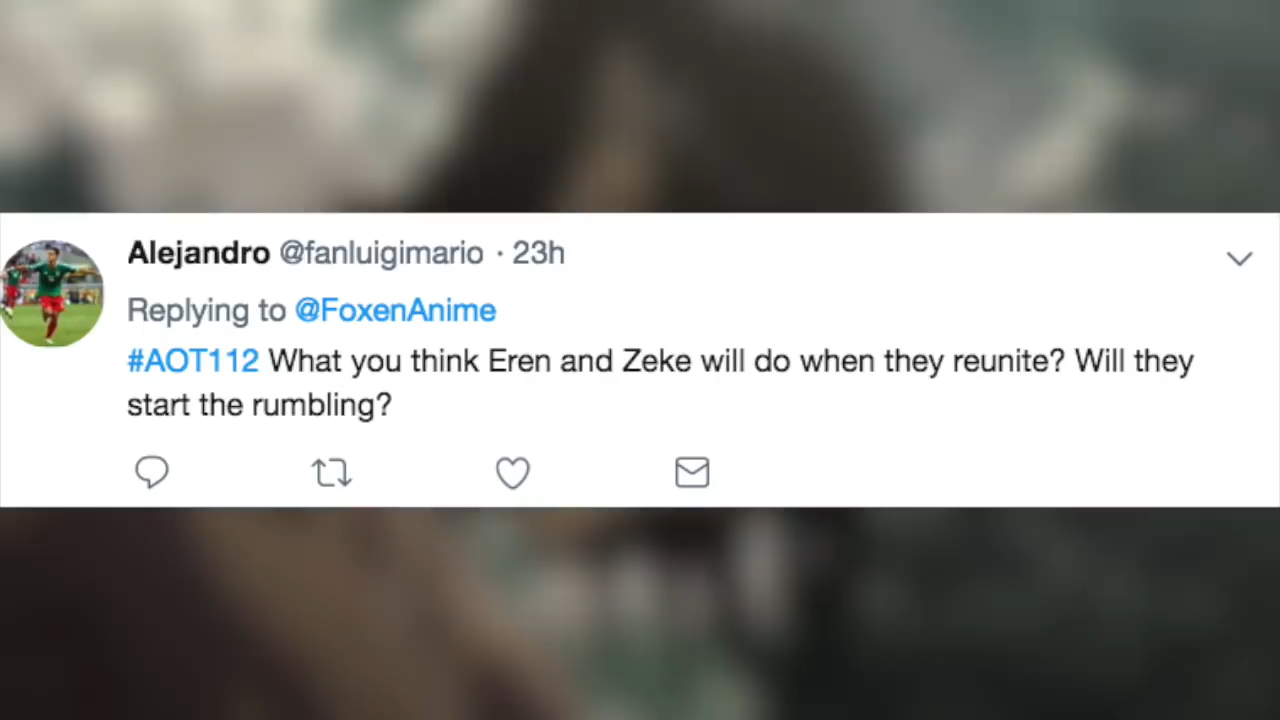 Alejandro @fanluigimario · 23h
Replying to @FoxenAnime
#AOT112 What you think Eren and Zeke will do when they reunite? Will they
start the rumbling?